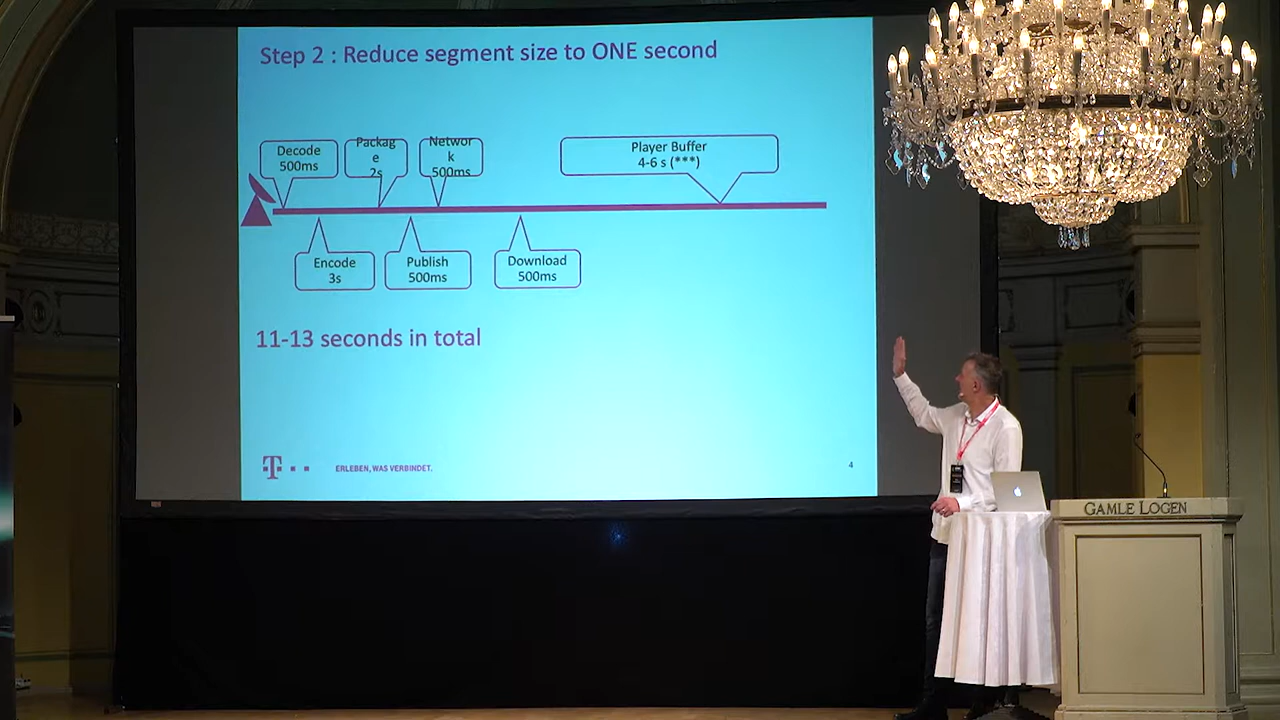 Step 2 : Reduce segment size to ONE second
Decode
500ms
Packag
e
2s
Networ
k
500ms
Player Buffer
4-6 s (***)
Encode
3s
Publish
500ms
Download
500ms
11-13 seconds in total
T
ERLEBEN, WAS VERBINDET.
4
GAMLE LOGEN